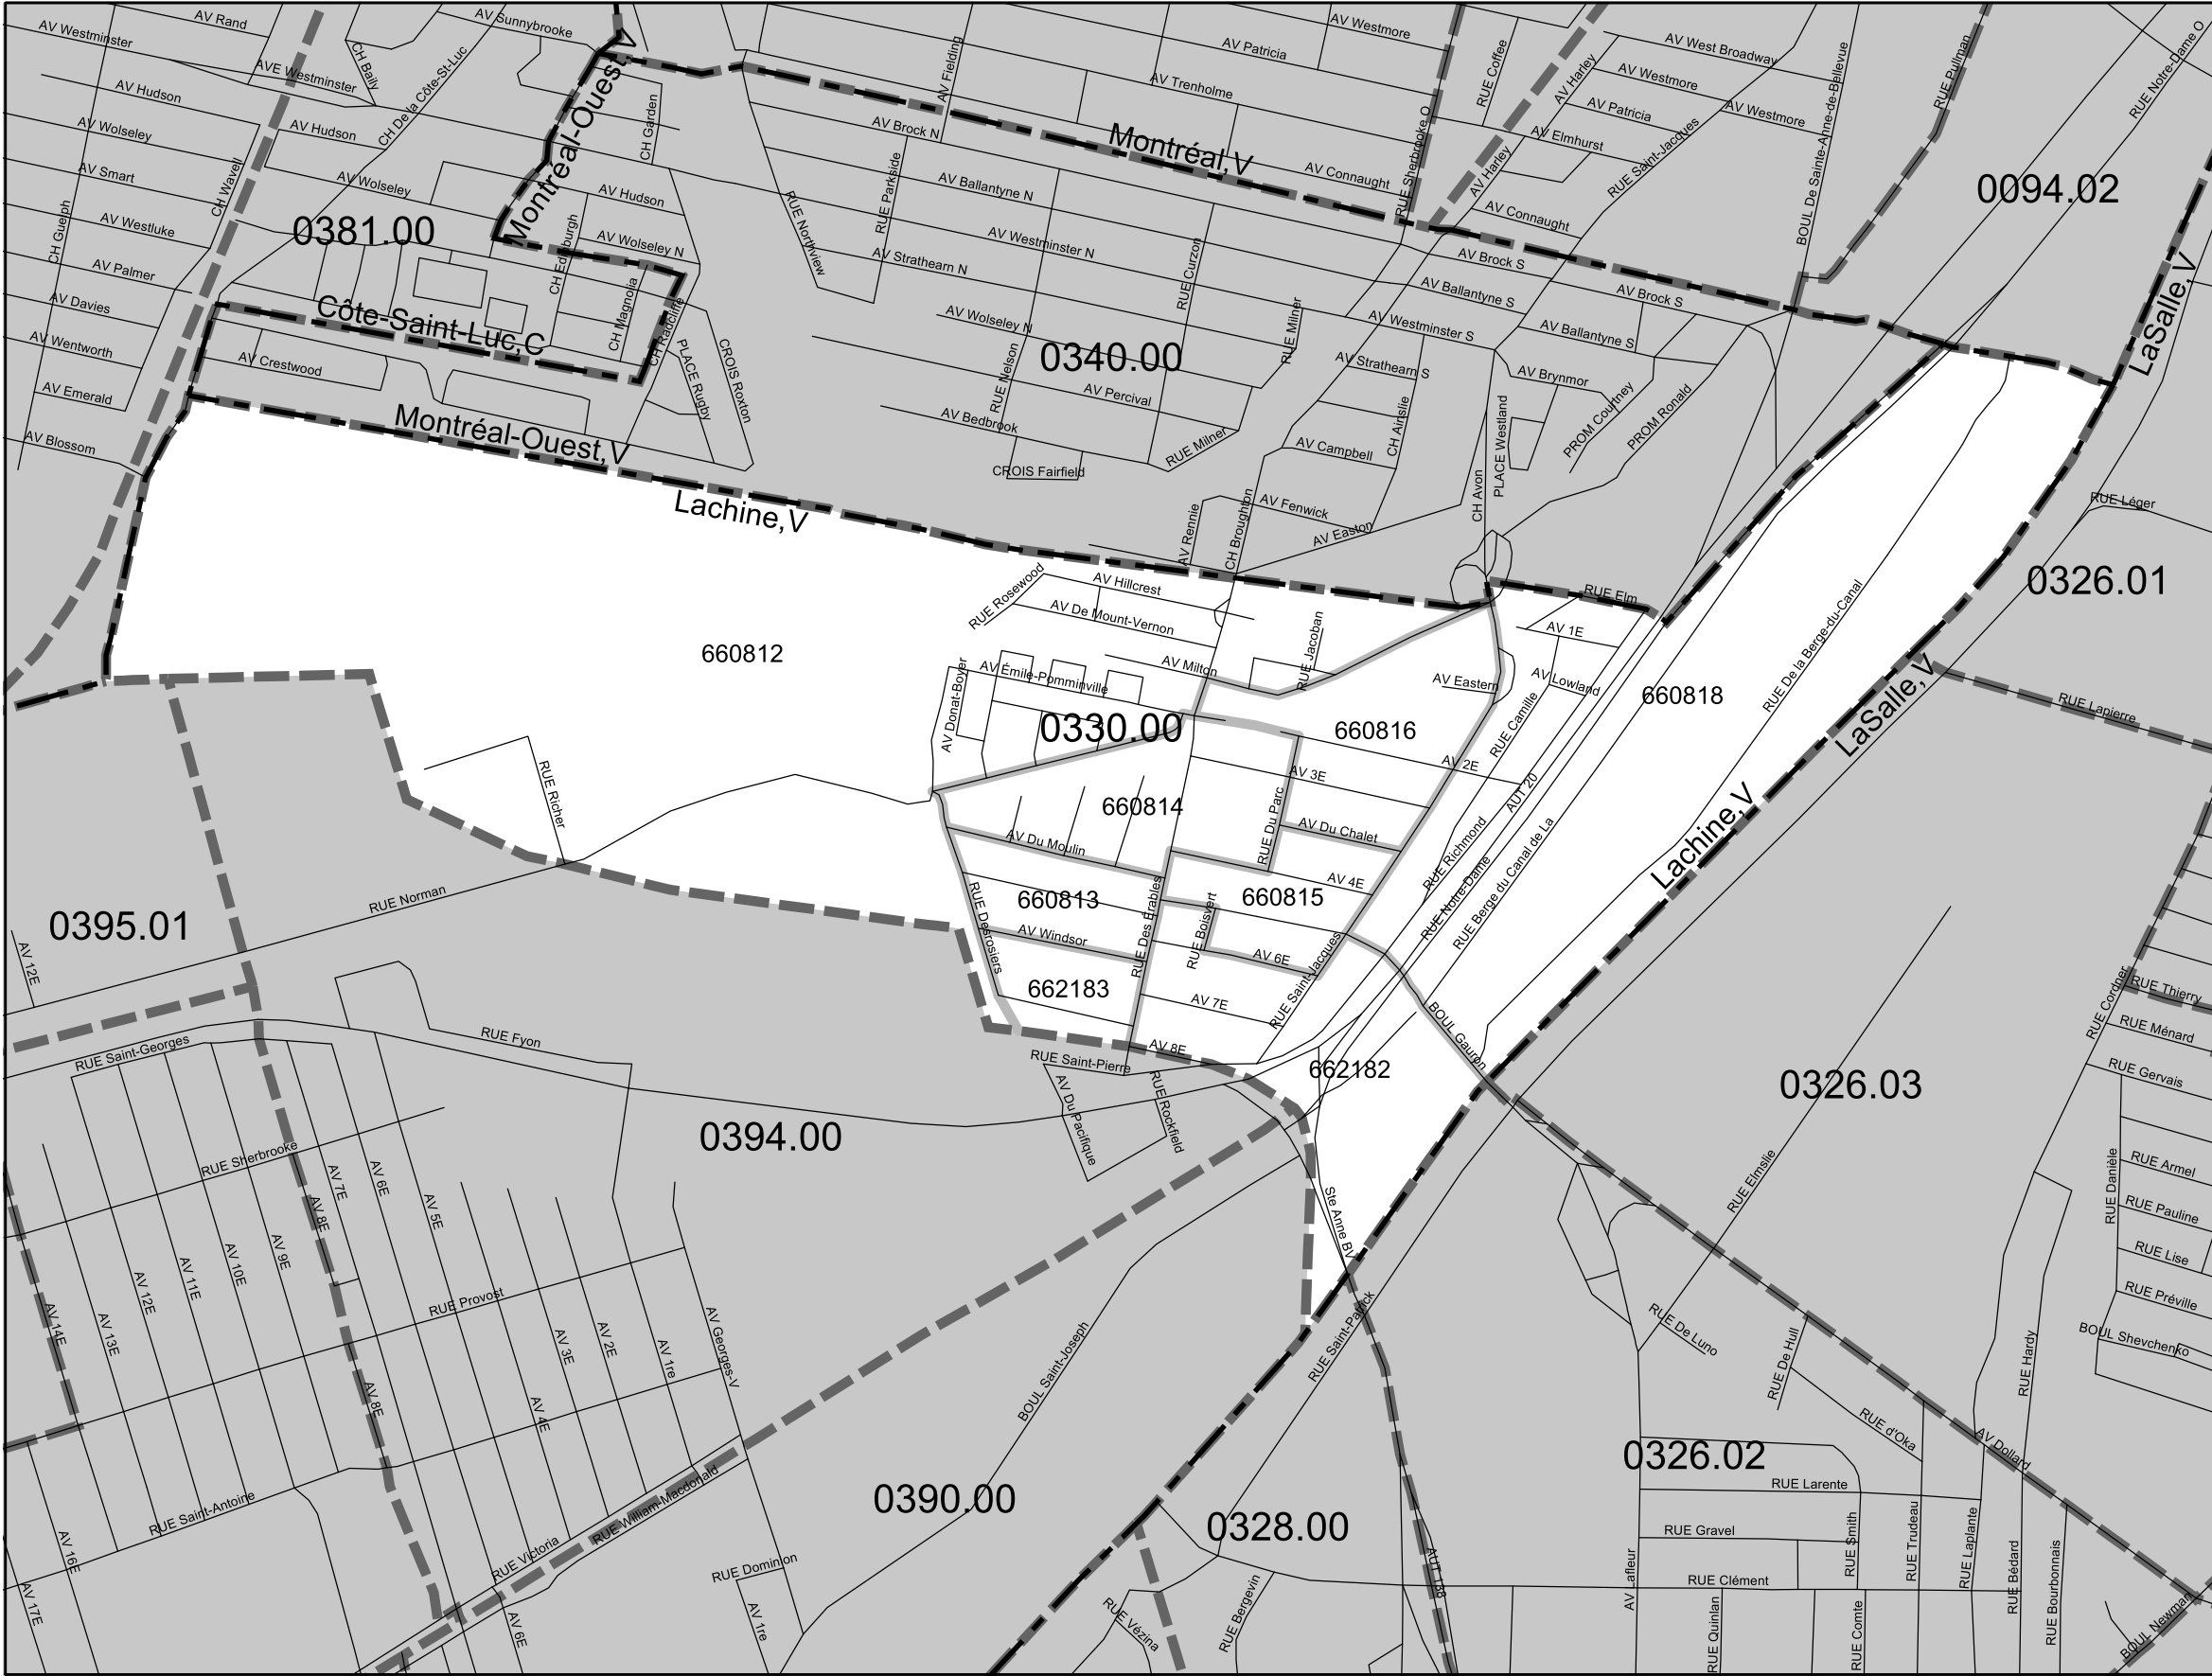 AV Rand
AV Sunnybrooke
AV Westminster
AVE Westminster
CH Baily
CH De la Côte-St-Luc
AV Hudson
AV Hudson
AV Wolseley
AV Smart
AV Wolseley
CH Wavell
CH Guelph
AV Westluke
AV Palmer
AV Davies
AV Wentworth
AV Emerald
AV Blossom
0381.00
Montréal-Ouest,V
CH Garden
AV Hudson
AV Wolseley N
CH Edinburgh
CH Magnolia
CH Radcliffe
Côte-Saint-Luc,C
AV Crestwood
PLACE Rugby
CROIS Roxton
Montréal-Ouest,V
Lachine,V
AV Fielding
AV Patricia
AV Westmore
AV Trenholme
AV Brock N
Montréal,V
AV Connaught
RUE Sherbrooke O
RUE Parkside
RUE Northview
AV Ballantyne N
AV Westminster N
AV Strathearn N
RUE Curzon
AV Wolseley N
RUE Nelson
0340.00
RUE Milner
AV Percival
AV Bedbrook
RUE Milner
CROIS Fairfield
RUE Coffee
AV Harley
AV West Broadway
AV Westmore
AV Patricia
AV Westmore
AV Elmhurst
AV Harley
RUE Saint-Jacques
AV Connaught
BOUL De Sainte-Anne-de-Bellevue
RUE Pullman
RUE Notre-Dame O
0094.02
AV Brock S
AV Ballantyne S
AV Brock S
AV Westminster S
AV Ballantyne S
AV Strathearn S
AV Brynmor
CH Ainslie
AV Campbell
PLACE Westland
PROM Courtney
PROM Ronald
CH Avon
AV Fenwick
AV Easton
AV Rennie
CH Broughton
LaSalle,V
RUE Léger
0326.01
RUE Rosewood
AV Hillcrest
AV De Mount-Vernon
RUE Elm
AV 1E
RUE Jacoban
AV Milton
660812
AV Émile-Pomminville
AV Donat-Boyer
AV Eastern
AV Lowland
RUE Camille
660818
RUE De la Berge-du-Canal
LaSalle,V
RUE Lapierre
0330.00
660816
AV 2E
AV 3E
AUT 20
RUE Richer
660814
RUE Du Parc
AV Du Chalet
AV Du Moulin
RUE Richmond
RUE Berge du Canal de La
Lachine,V
RUE Norman
0395.01
AV 12E
660813
AV 4E
660815
RUE Notre-Dame
RUE Desrosiers
AV Windsor
RUE Des Érables
RUE Boisvert
AV 6E
RUE Saint-Jacques
662183
AV 7E
BOUL Gauron
RUE Cordner
RUE Thierry
RUE Ménard
RUE Gervais
RUE Saint-Georges
RUE Fyon
AV 8E
RUE Saint-Pierre
662182
AV Du Pacifique
RUE Rockfield
0326.03
0394.00
RUE Sherbrooke
AV 7E
AV 6E
AV 5E
AV 8E
AV 9E
AV 10E
AV 11E
AV 12E
AV 13E
AV 14E
Ste Anne BV
RUE Elmslie
RUE Danièle
RUE Armel
RUE Pauline
RUE Lise
RUE Préville
BOUL Shevchenko
RUE Provost
AV Georges-V
AV 1re
AV 2E
AV 3E
AV 4E
AV 8E
BOUL Saint-Joseph
RUE Saint-Patrick
RUE De Luno
RUE De Hull
RUE Hardy
RUE d'Oka
AV Dollard
0326.02
RUE Larente
RUE Saint-Antoine
AV 16E
AV 17E
RUE Victoria
RUE William-Macdonald
AV 6E
RUE Dominion
AV 1re
0390.00
0328.00
RUE Vézina
RUE Bergevin
AUT 138
RUE Gravel
RUE Clément
AV Lafleur
RUE Quinlan
RUE Smith
RUE Comte
RUE Trudeau
RUE Laplante
RUE Bédard
RUE Bourbonnais
BOUL Newman